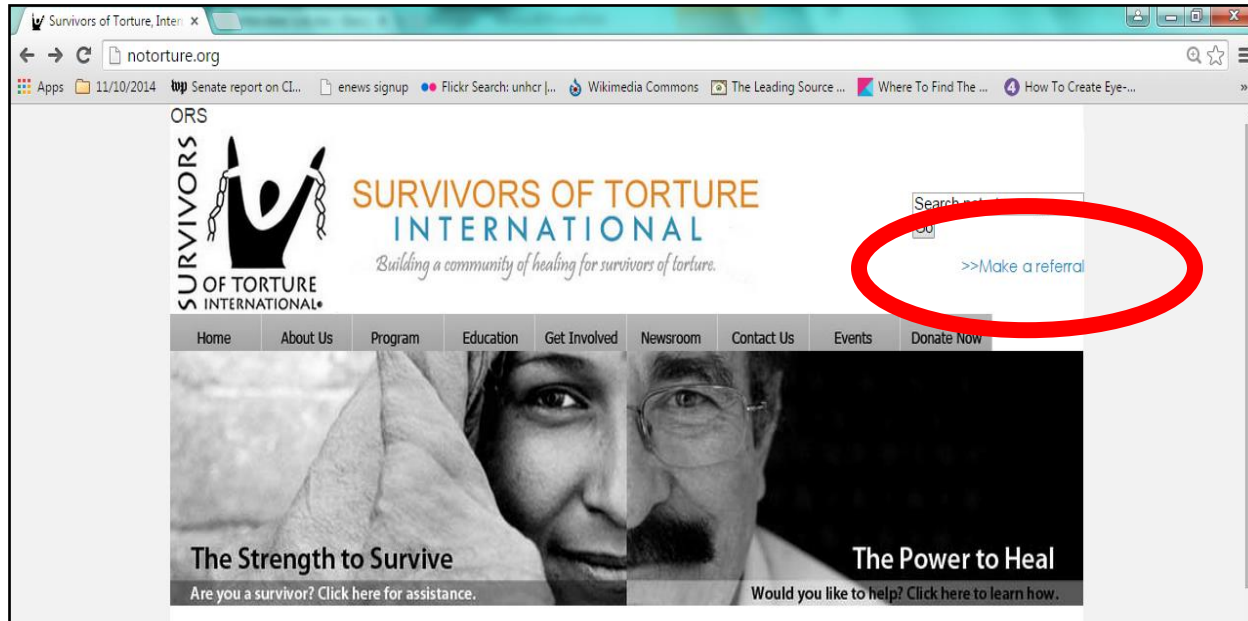 Survivors of Torture, Inter
notorture.org
Apps 11/10/2014 wp Senate report on CI... enews signup Flickr Search: unhcr |... Wikimedia Commons The Leading Source ... Where To Find The ... 4 How To Create Eye-... »
ORS
SURVIVORS
OF TORTURE
INTERNATIONAL®
SURVIVORS OF TORTURE
INTERNATIONAL
Building a community of healing for survivors of torture.
Search
Go
>>Make a referral
Home About Us Program Education Get Involved Newsroom Contact Us Events Donate Now
The Strength to Survive
Are you a survivor? Click here for assistance.
The Power to Heal
Would you like to help? Click here to learn how.